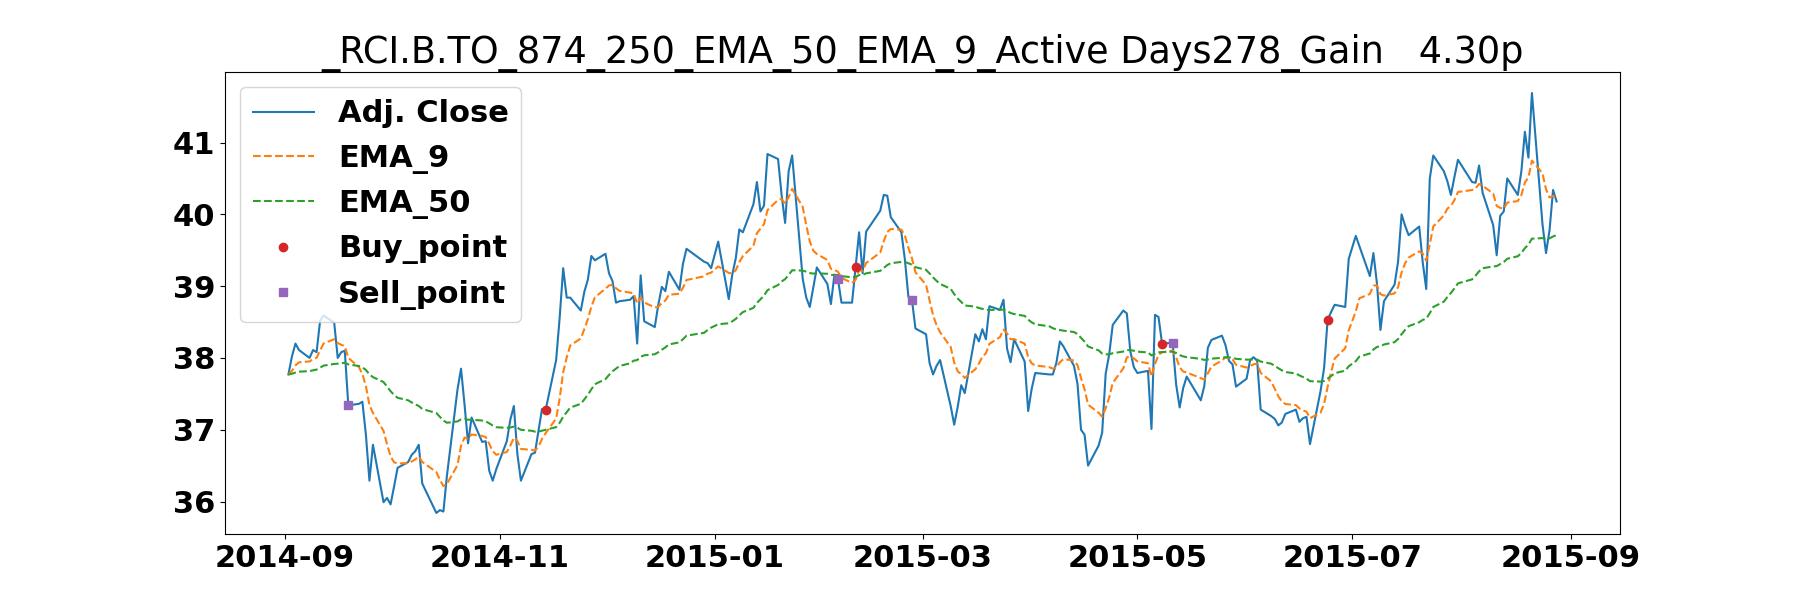 _RCI.B.TO_874_250_EMA_50_EMA_9_Active Days278_Gain   4.30p
Adj. Close
EMA_9
EMA_50
Buy_point
Sell_point
41
40
39
38
37
36
2014-09 2014-11 2015-01 2015-03 2015-05 2015-07 2015-09